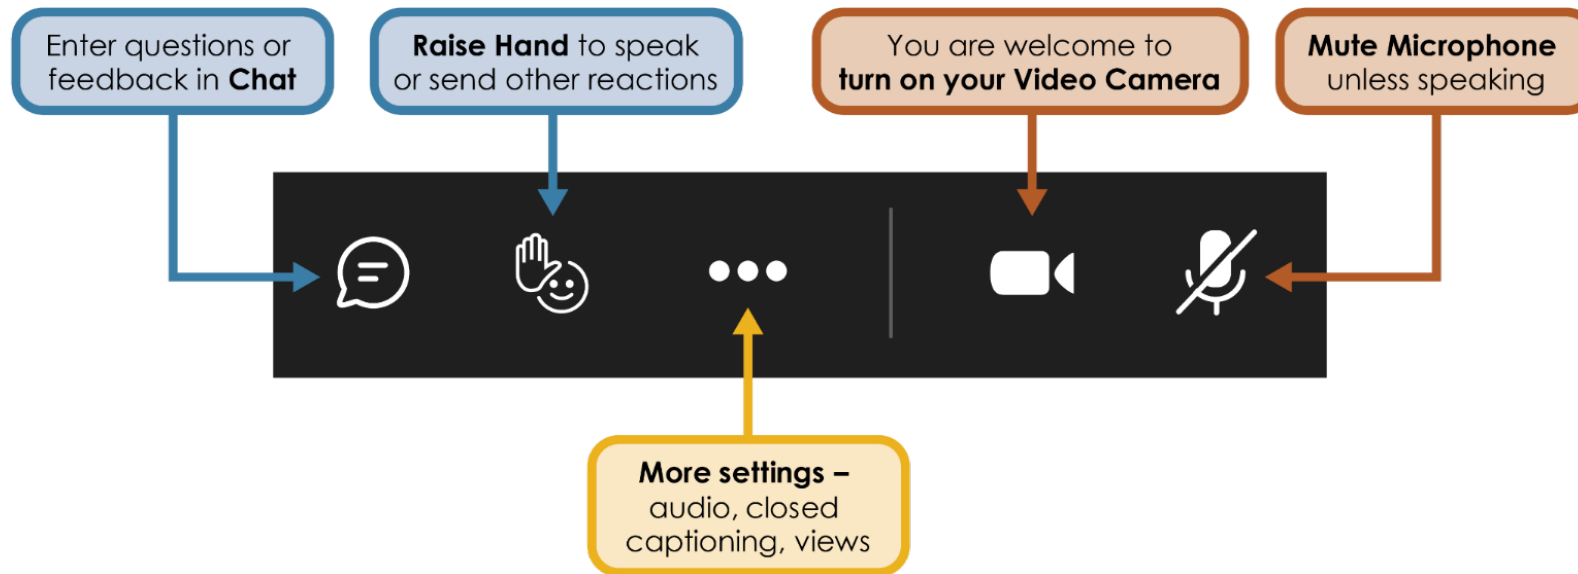 Enter questions or
feedback in Chat
Raise Hand to speak
or send other reactions
You are welcome to
turn on your Video Camera
Mute Microphone
unless speaking
More settings –
audio, closed
captioning, views